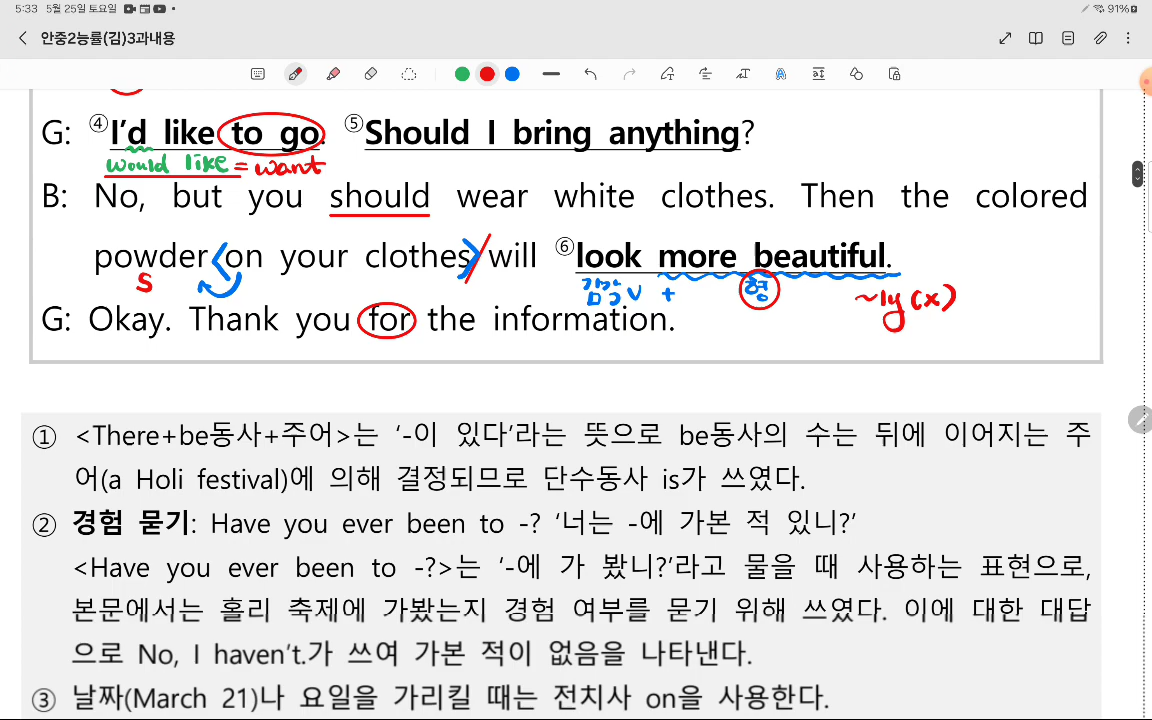 5:33 5월 25일 토요일 91%
안중2능률(김)3과내용
G: ④I'd like to go. ⑤Should I bring anything?
would like = want
B: No, but you should wear white clothes. Then the colored
powder on your clothes will ⑥look more beautiful.
S 감각V + 형 ~ly(x)
G: Okay. Thank you for the information.
① <There+be동사+주어>는 ‘-이 있다’라는 뜻으로 be동사의 수는 뒤에 이어지는 주
어(a Holi festival)에 의해 결정되므로 단수동사 is가 쓰였다.
② 경험 묻기: Have you ever been to -? ‘너는 -에 가본 적 있니?’
<Have you ever been to -?>는 ‘-에 가 봤니?’라고 물을 때 사용하는 표현으로,
본문에서는 홀리 축제에 가봤는지 경험 여부를 묻기 위해 쓰였다. 이에 대한 대답
으로 No, I haven't.가 쓰여 가본 적이 없음을 나타낸다.
③ 날짜(March 21)나 요일을 가리킬 때는 전치사 on을 사용한다.